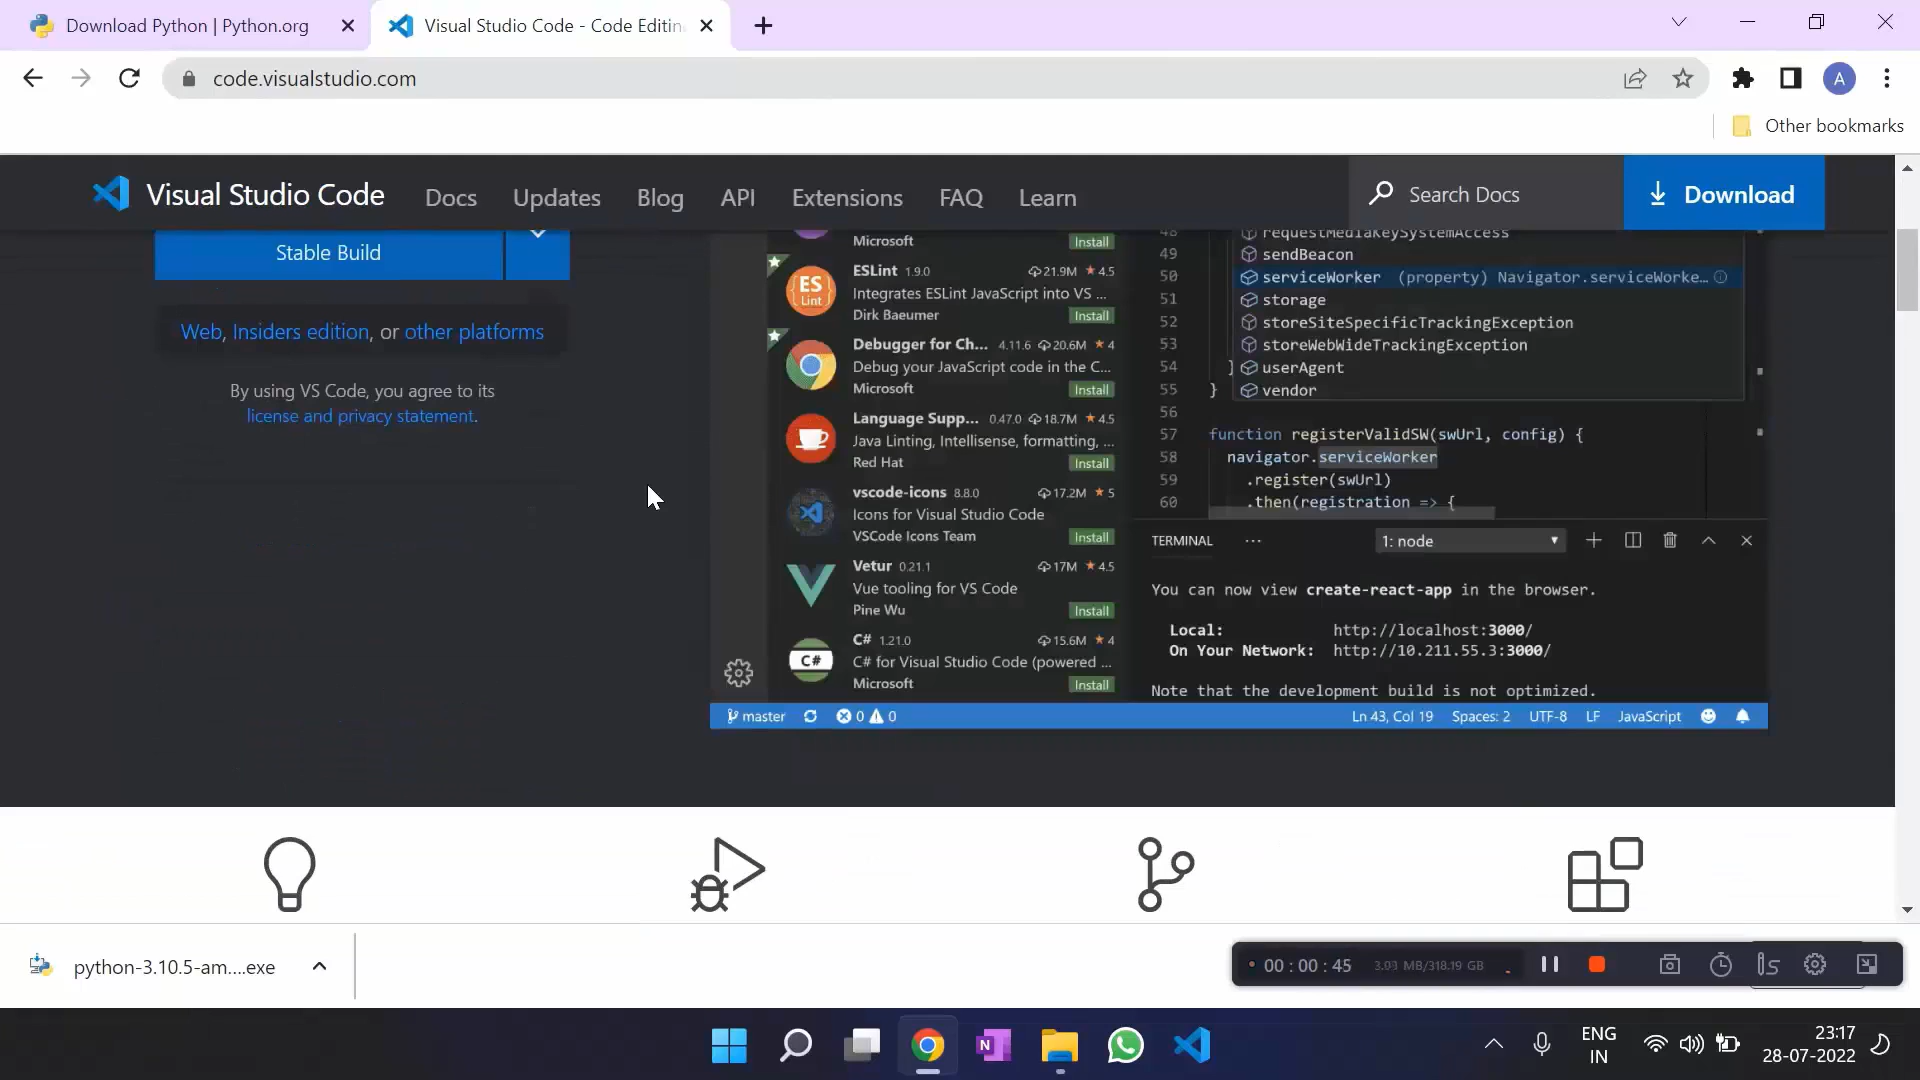 Download Python | Python.org
Visual Studio Code - Code Editin
code.visualstudio.com
A
Other bookmarks
Visual Studio Code
Docs
Updates
Blog
API
Extensions
FAQ
Learn
Search Docs
Download
Stable Build
Web, Insiders edition, or other platforms
By using VS Code, you agree to its
license and privacy statement.
Microsoft
Install
ESLint 1.9.0 21.9M ★ 4.5
Integrates ESLint JavaScript into VS ...
Dirk Baeumer
Install
Debugger for Ch... 4.11.6 20.6M ★ 4
Debug your JavaScript code in the C...
Microsoft
Install
Language Supp... 0.47.0 18.7M ★ 4.5
Java Linting, Intellisense, formatting, ...
Red Hat
Install
vscode-icons 8.8.0 17.2M ★ 5
Icons for Visual Studio Code
VSCode Icons Team
Install
Vetur 0.21.1 17M ★ 4.5
Vue tooling for VS Code
Pine Wu
Install
C# 1.21.0 15.6M ★ 4
C# for Visual Studio Code (powered ...
Microsoft
Install
ES
Lint
C#
48 requestMediaKeySystemAccess
49 sendBeacon
50 serviceWorker (property) Navigator.serviceWorke...
51 storage
52 storeSiteSpecificTrackingException
53 storeWebWideTrackingException
54 } userAgent
55 } vendor
56
57 function registerValidSW(swUrl, config) {
58 navigator.serviceWorker
59 .register(swUrl)
60 .then(registration => {
TERMINAL ... 1: node
You can now view create-react-app in the browser.
Local: http://localhost:3000/
On Your Network: http://10.211.55.3:3000/
Note that the development build is not optimized.
master 0 0 Ln 43, Col 19 Spaces: 2 UTF-8 LF JavaScript
python-3.10.5-am....exe
00 : 00 : 45 3.03 MB/318.19 GB
N
ENG
IN
23:17
28-07-2022